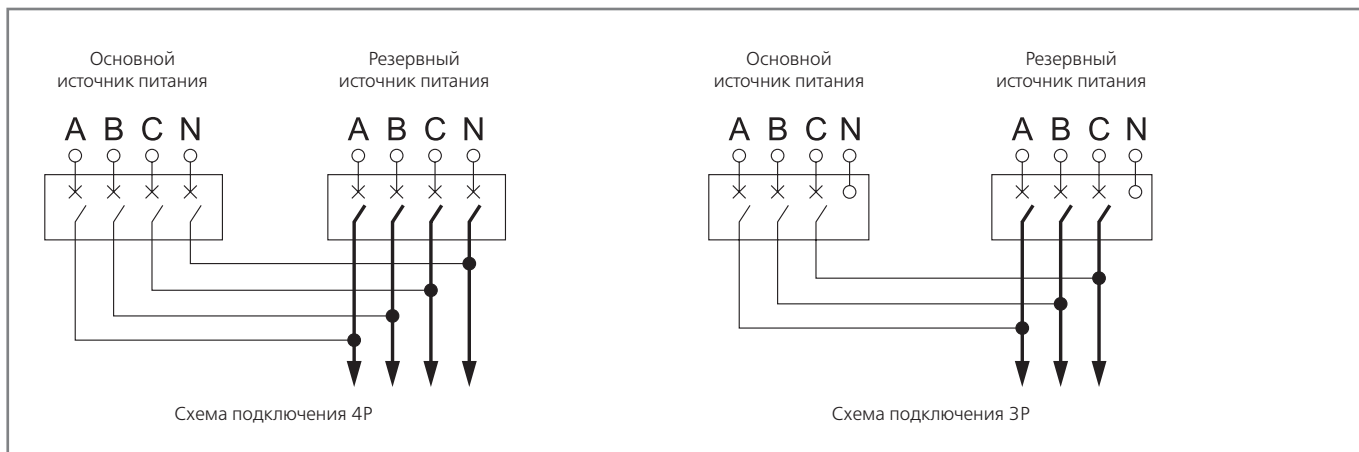 Основной
источник питания
Резервный
источник питания
A B C N
A B C N
Схема подключения 4P
Основной
источник питания
Резервный
источник питания
A B C N
A B C N
Схема подключения 3P